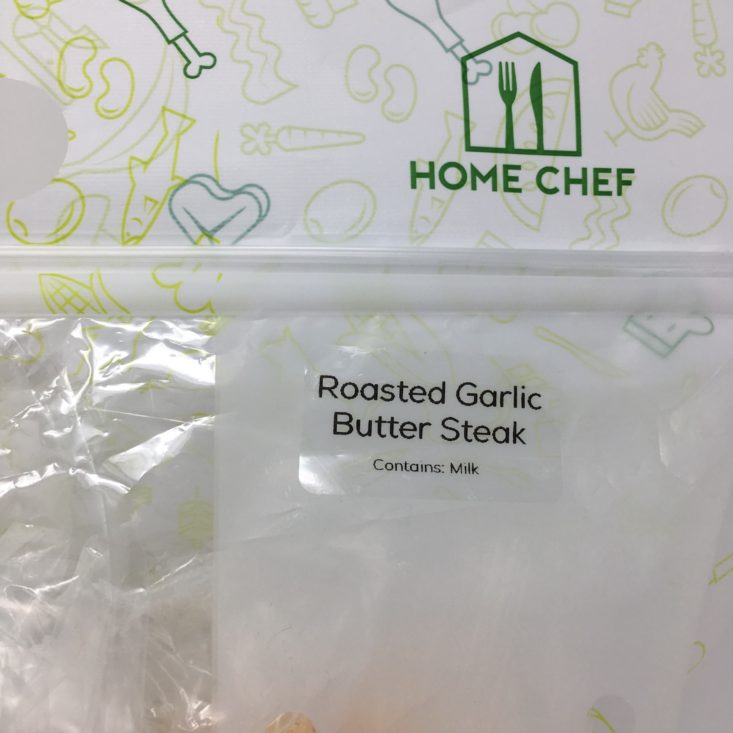 HOME CHEF
Roasted Garlic
Butter Steak
Contains: Milk